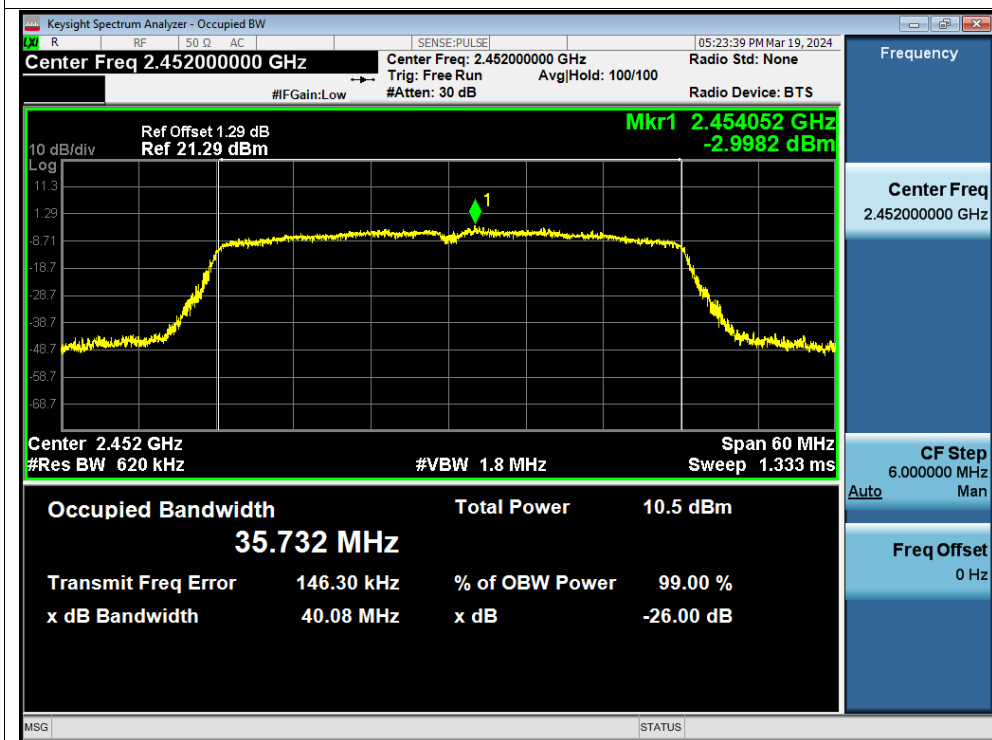 Keysight Spectrum Analyzer - Occupied BW
LXI R RF 50 Ω AC SENSE:PULSE 05:23:39 PM Mar 19, 2024
Center Freq 2.452000000 GHz
Center Freq: 2.452000000 GHz Radio Std: None
Trig: Free Run Avg|Hold: 100/100
#IFGain:Low #Atten: 30 dB Radio Device: BTS
Frequency
Mkr1 2.454052 GHz
-2.9982 dBm
Ref Offset 1.29 dB
10 dB/div Ref 21.29 dBm
Log
11.3
1.29
-8.71
-18.7
-28.7
-38.7
-48.7
-58.7
-68.7
1
Center 2.452 GHz Span 60 MHz
#Res BW 620 kHz #VBW 1.8 MHz Sweep 1.333 ms
Occupied Bandwidth Total Power 10.5 dBm
35.732 MHz
Transmit Freq Error 146.30 kHz % of OBW Power 99.00 %
x dB Bandwidth 40.08 MHz x dB -26.00 dB
Center Freq
2.452000000 GHz
CF Step
6.000000 MHz
Auto Man
Freq Offset
0 Hz
MSG STATUS